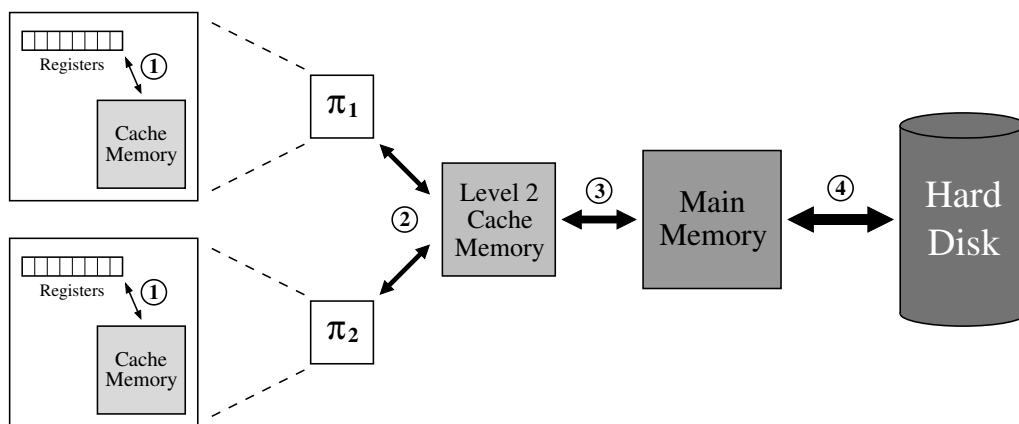 Registers
①
Cache
Memory
π₁
Registers
①
Cache
Memory
π₂
②
Level 2
Cache
Memory
③
Main
Memory
④
Hard
Disk